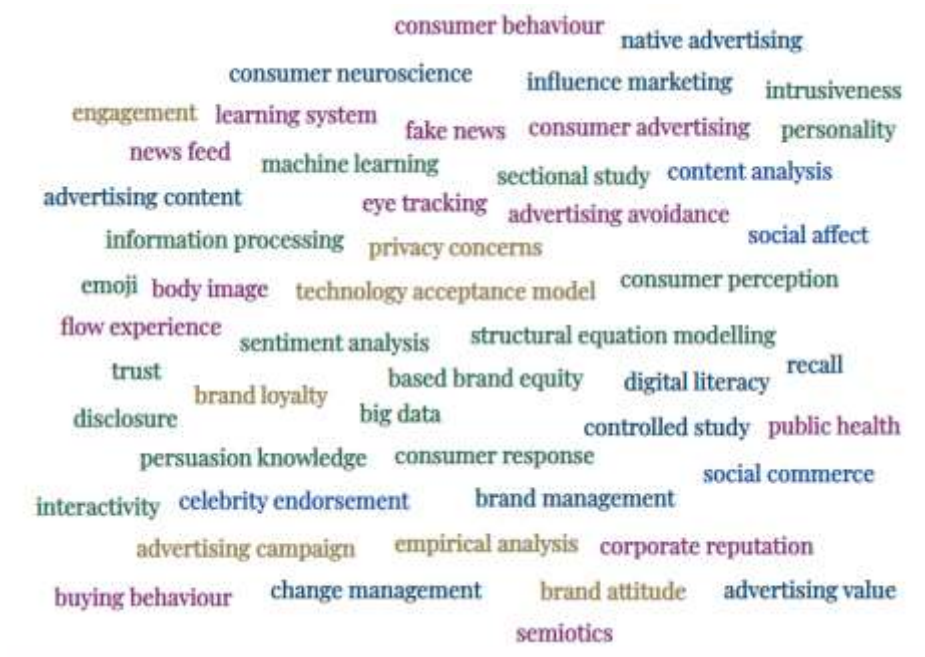 consumer behaviour
native advertising
consumer neuroscience
influence marketing
intrusiveness
engagement
learning system
fake news
consumer advertising
personality
news feed
machine learning
sectional study
content analysis
advertising content
eye tracking
advertising avoidance
social affect
information processing
privacy concerns
emoji
body image
technology acceptance model
consumer perception
flow experience
sentiment analysis
structural equation modelling
trust
brand loyalty
based brand equity
digital literacy
recall
disclosure
big data
controlled study
public health
persuasion knowledge
consumer response
social commerce
interactivity
celebrity endorsement
brand management
advertising campaign
empirical analysis
corporate reputation
buying behaviour
change management
brand attitude
advertising value
semiotics